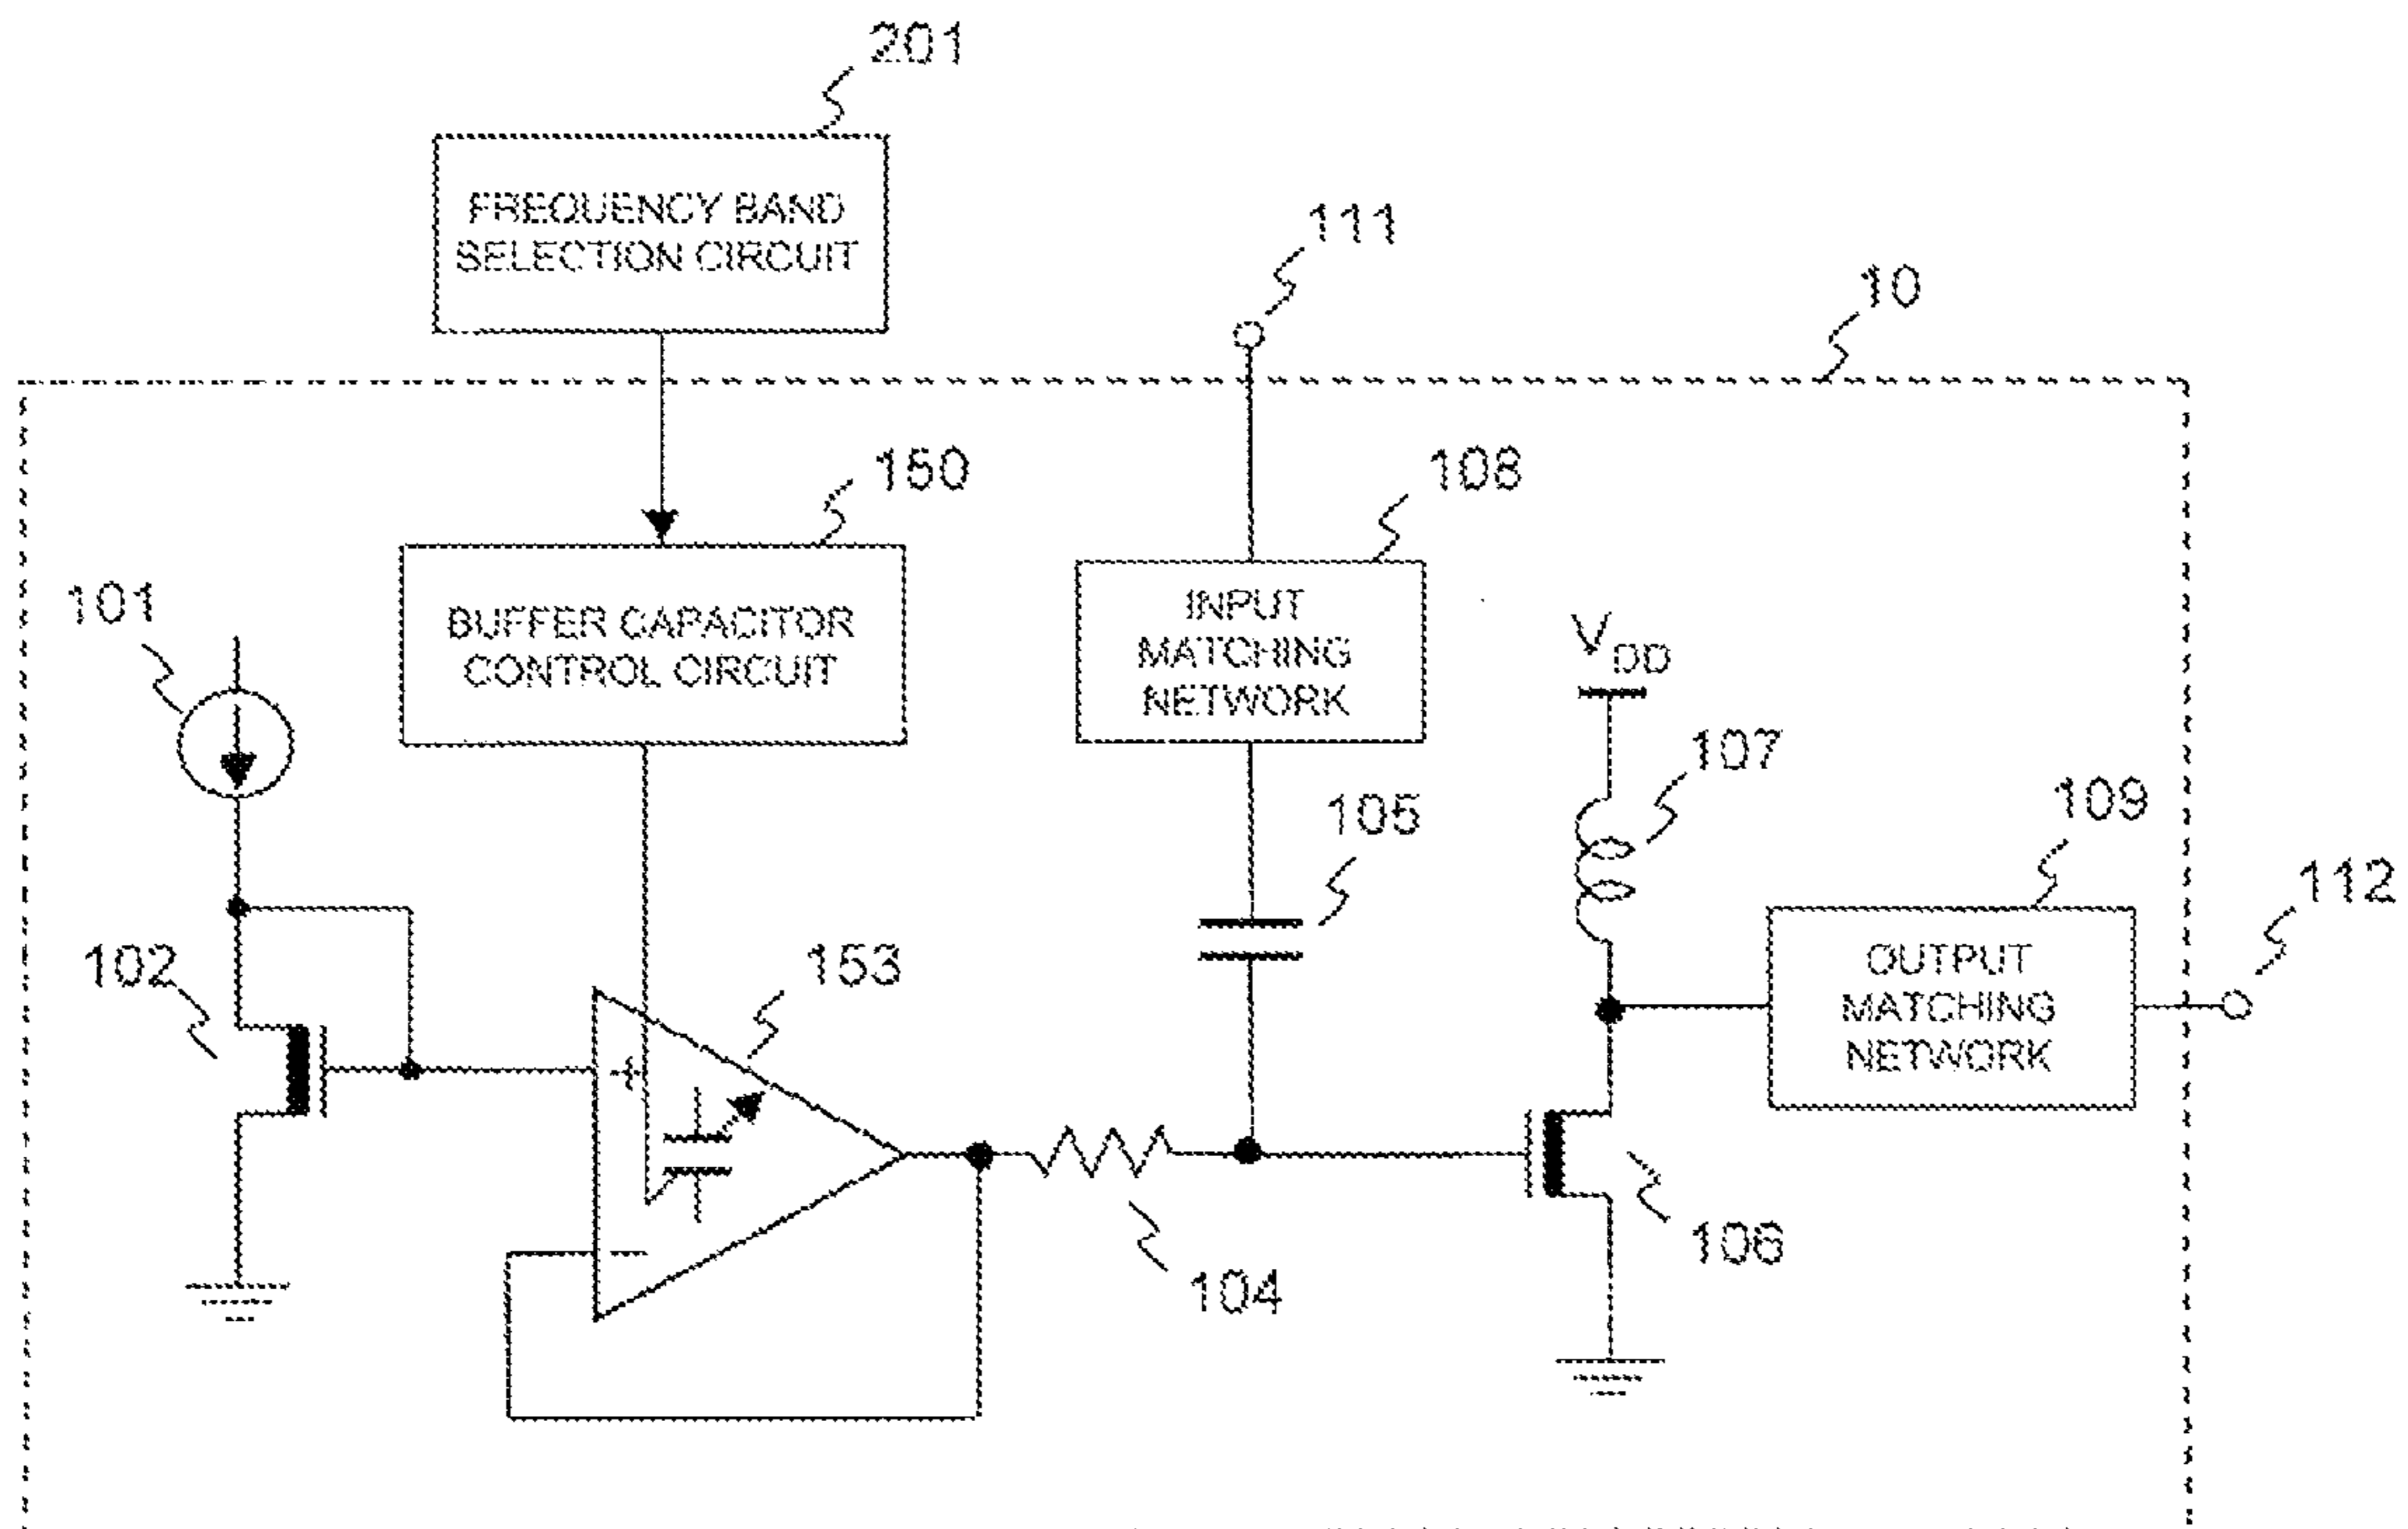 201
FREQUENCY BAND
SELECTION CIRCUIT
111
10
150
108
101
BUFFER CAPACITOR
CONTROL CIRCUIT
INPUT
MATCHING
NETWORK
VDD
107
105
109
112
102
153
OUTPUT
MATCHING
NETWORK
+
−
104
106